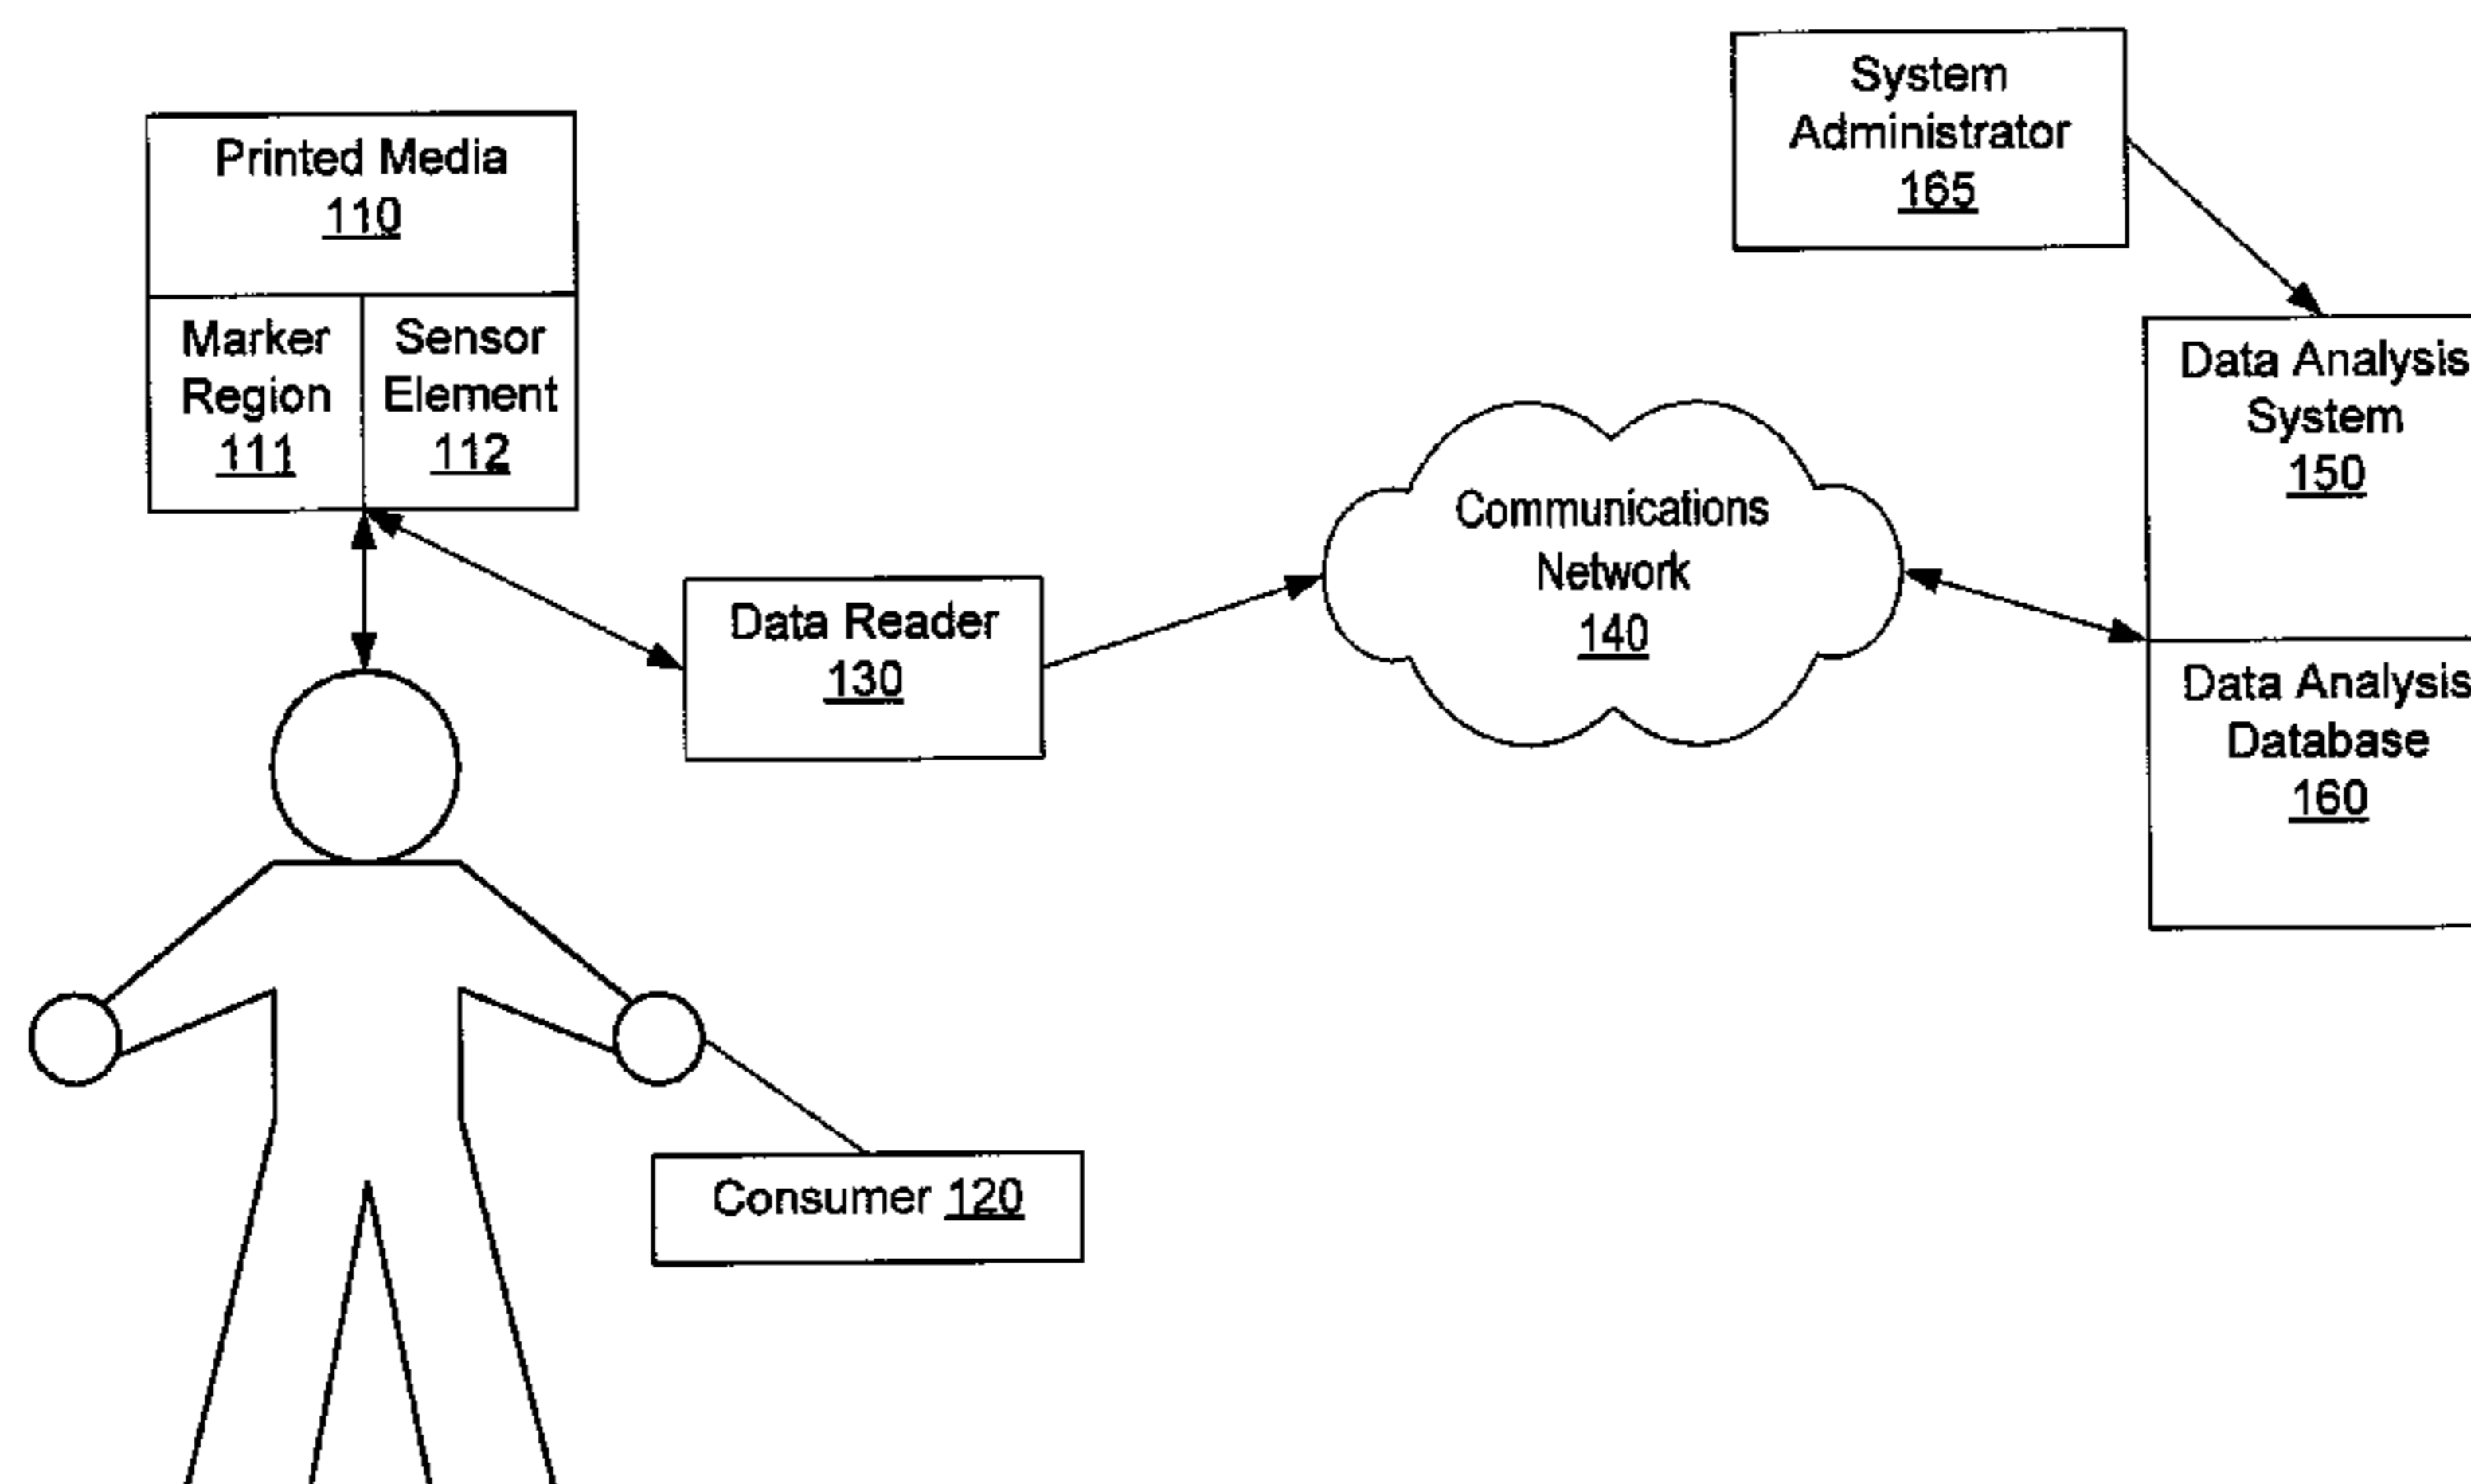 Printed Media
110
Marker
Region
111
Sensor
Element
112
System
Administrator
165
Data Analysis
System
150
Data Analysis
Database
160
Communications
Network
140
Data Reader
130
Consumer 120